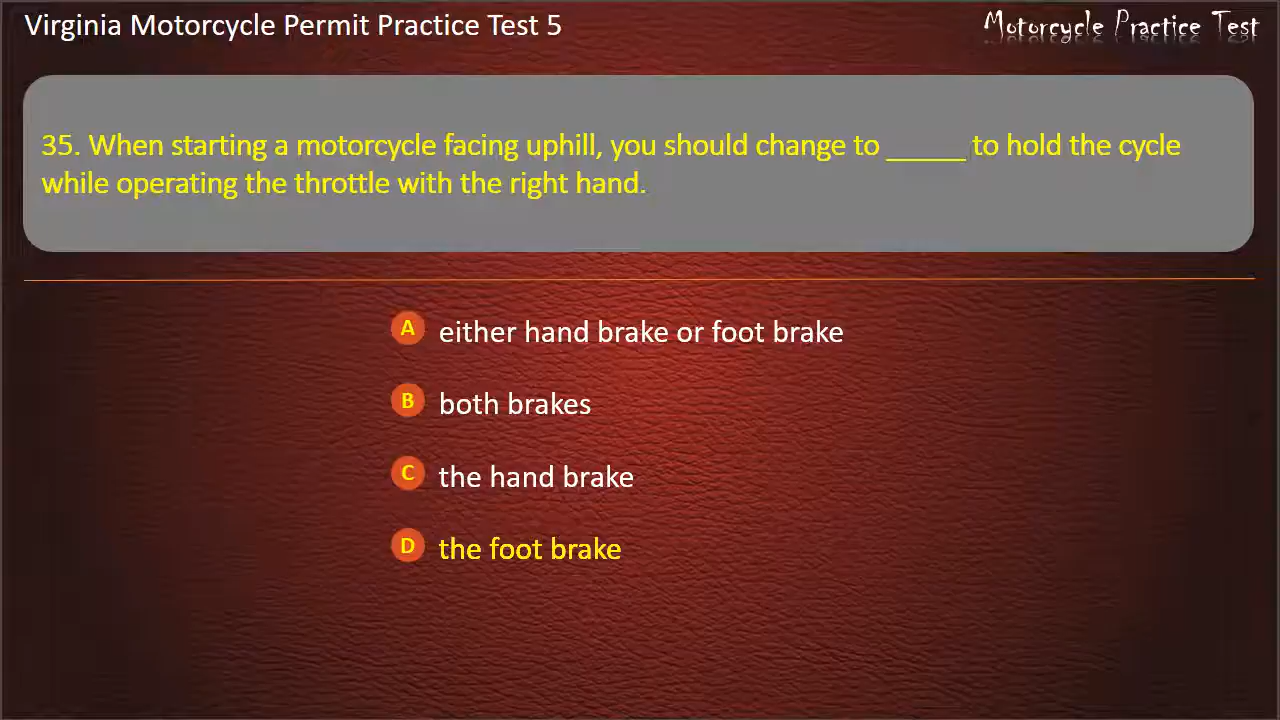 Virginia Motorcycle Permit Practice Test 5
Motorcycle Practice Test
35. When starting a motorcycle facing uphill, you should change to _____ to hold the cycle
while operating the throttle with the right hand.
A either hand brake or foot brake
B both brakes
C the hand brake
D the foot brake